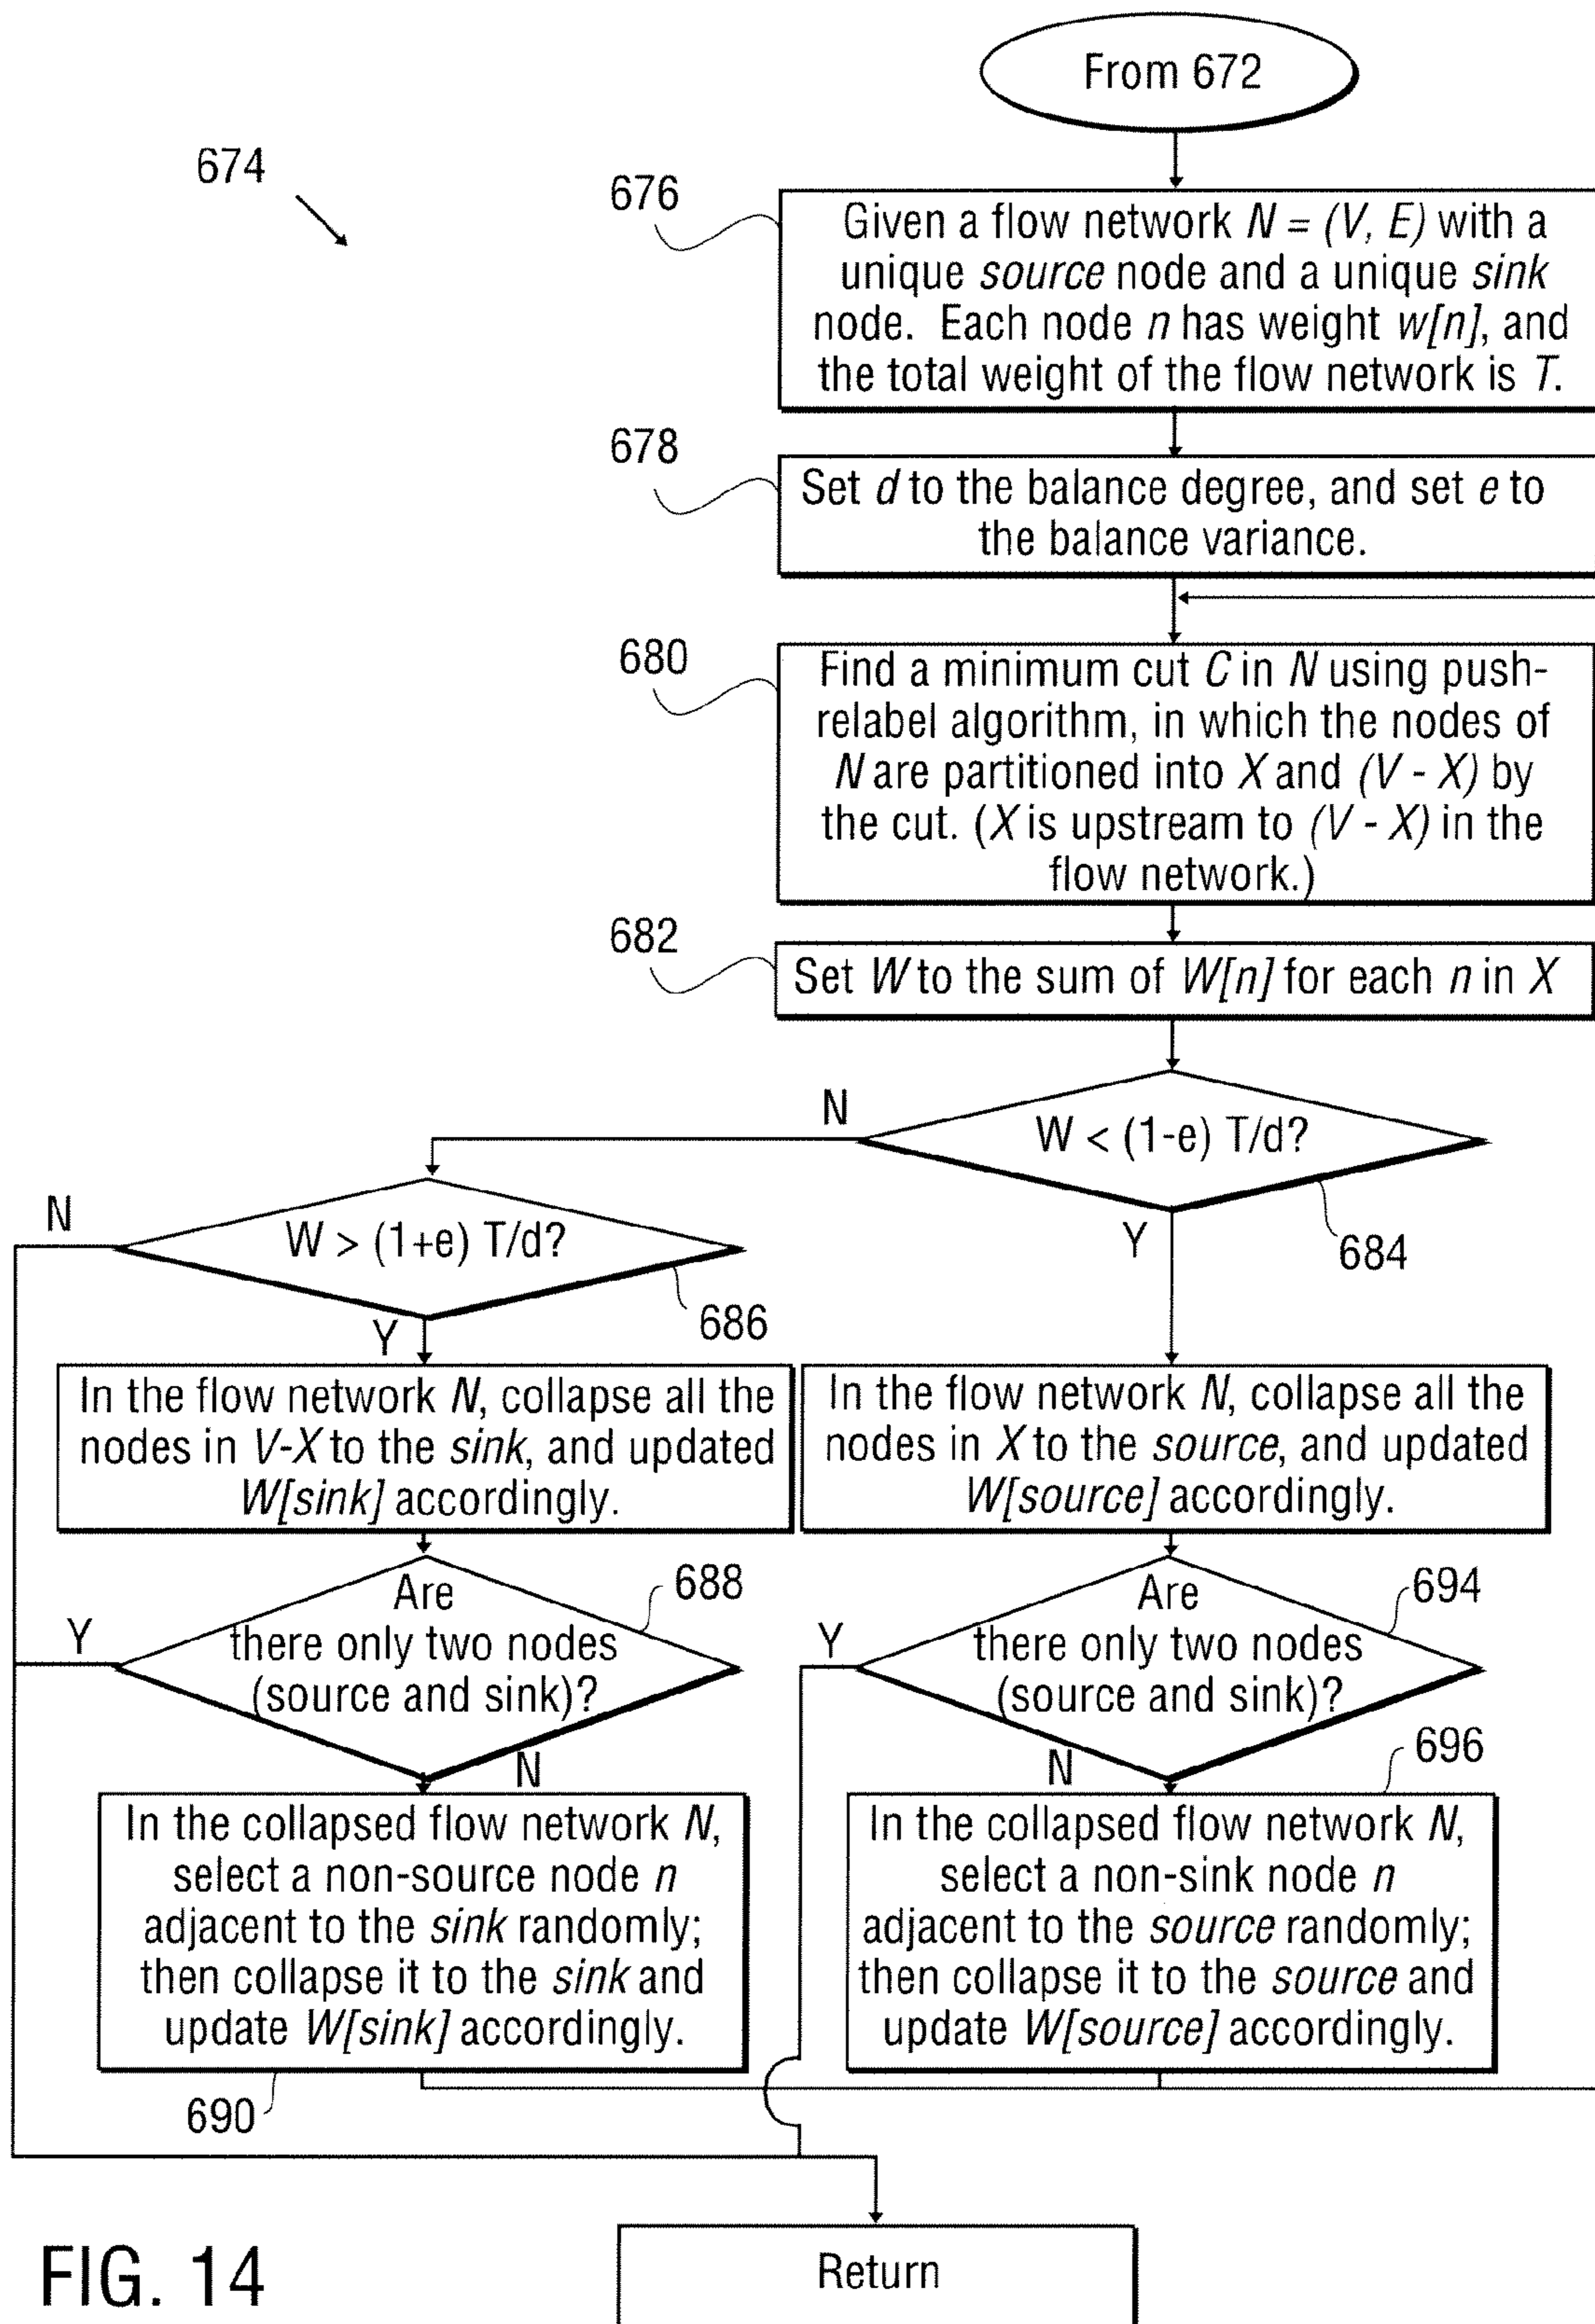 From 672
674
676
Given a flow network N = (V, E) with a
unique source node and a unique sink
node. Each node n has weight w[n], and
the total weight of the flow network is T.
678
Set d to the balance degree, and set e to
the balance variance.
680
Find a minimum cut C in N using push-
relabel algorithm, in which the nodes of
N are partitioned into X and (V - X) by
the cut. (X is upstream to (V - X) in the
flow network.)
682
Set W to the sum of W[n] for each n in X
N
W < (1-e) T/d?
Y
684
N
W > (1+e) T/d?
Y
686
In the flow network N, collapse all the
nodes in V-X to the sink, and updated
W[sink] accordingly.
In the flow network N, collapse all the
nodes in X to the source, and updated
W[source] accordingly.
688
Y
Are
there only two nodes
(source and sink)?
N
694
Y
Are
there only two nodes
(source and sink)?
N
696
In the collapsed flow network N,
select a non-source node n
adjacent to the sink randomly;
then collapse it to the sink and
update W[sink] accordingly.
690
In the collapsed flow network N,
select a non-sink node n
adjacent to the source randomly;
then collapse it to the source and
update W[source] accordingly.
Return
FIG. 14